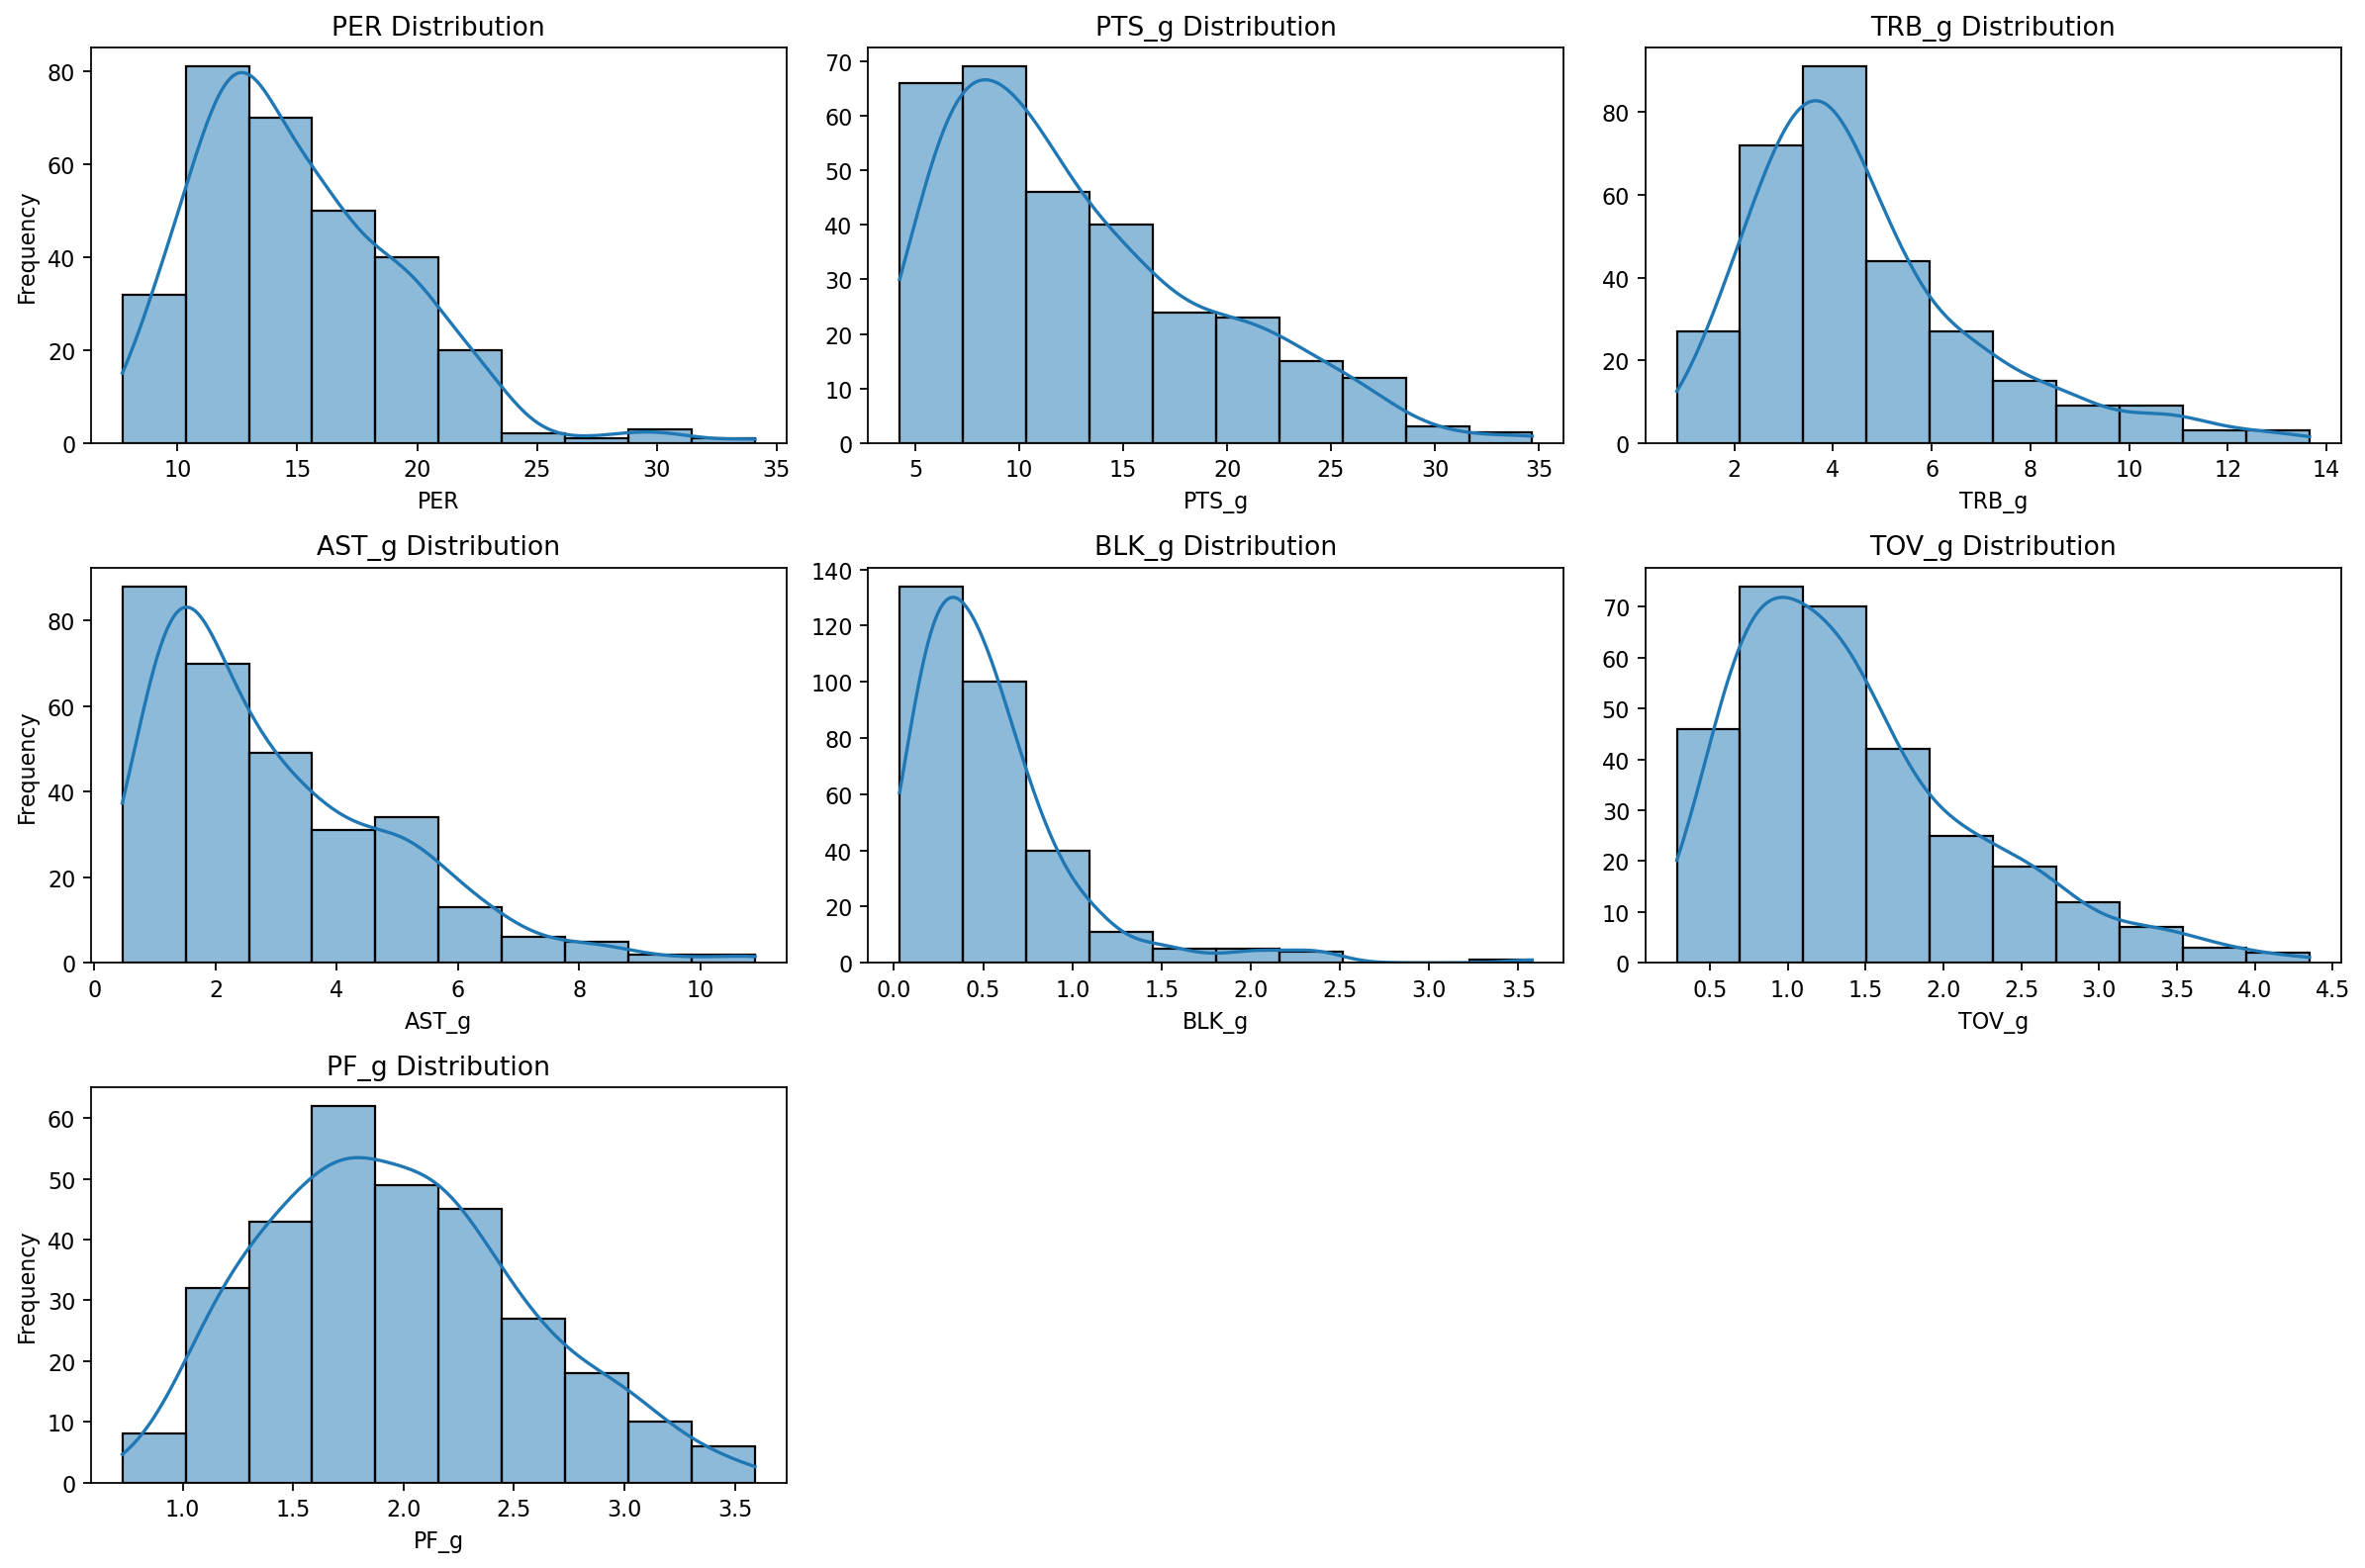 PER Distribution
PTS_g Distribution
TRB_g Distribution
Frequency
80
60
40
20
0
10 15 20 25 30 35
PER
70
60
50
40
30
20
10
0
5 10 15 20 25 30 35
PTS_g
80
60
40
20
0
2 4 6 8 10 12 14
TRB_g
AST_g Distribution
BLK_g Distribution
TOV_g Distribution
Frequency
80
60
40
20
0
0 2 4 6 8 10
AST_g
140
120
100
80
60
40
20
0
0.0 0.5 1.0 1.5 2.0 2.5 3.0 3.5
BLK_g
70
60
50
40
30
20
10
0
0.5 1.0 1.5 2.0 2.5 3.0 3.5 4.0 4.5
TOV_g
PF_g Distribution
Frequency
60
50
40
30
20
10
0
1.0 1.5 2.0 2.5 3.0 3.5
PF_g